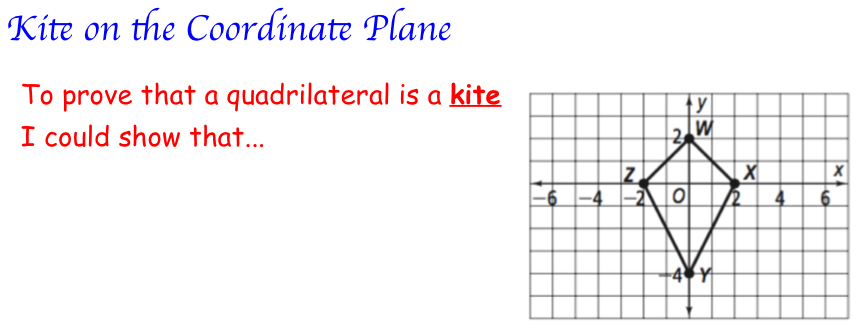 Kite on the Coordinate Plane
To prove that a quadrilateral is a kite
I could show that...
y
2 W
Z X x
-6 -4 -2 O 2 4 6
-4 Y